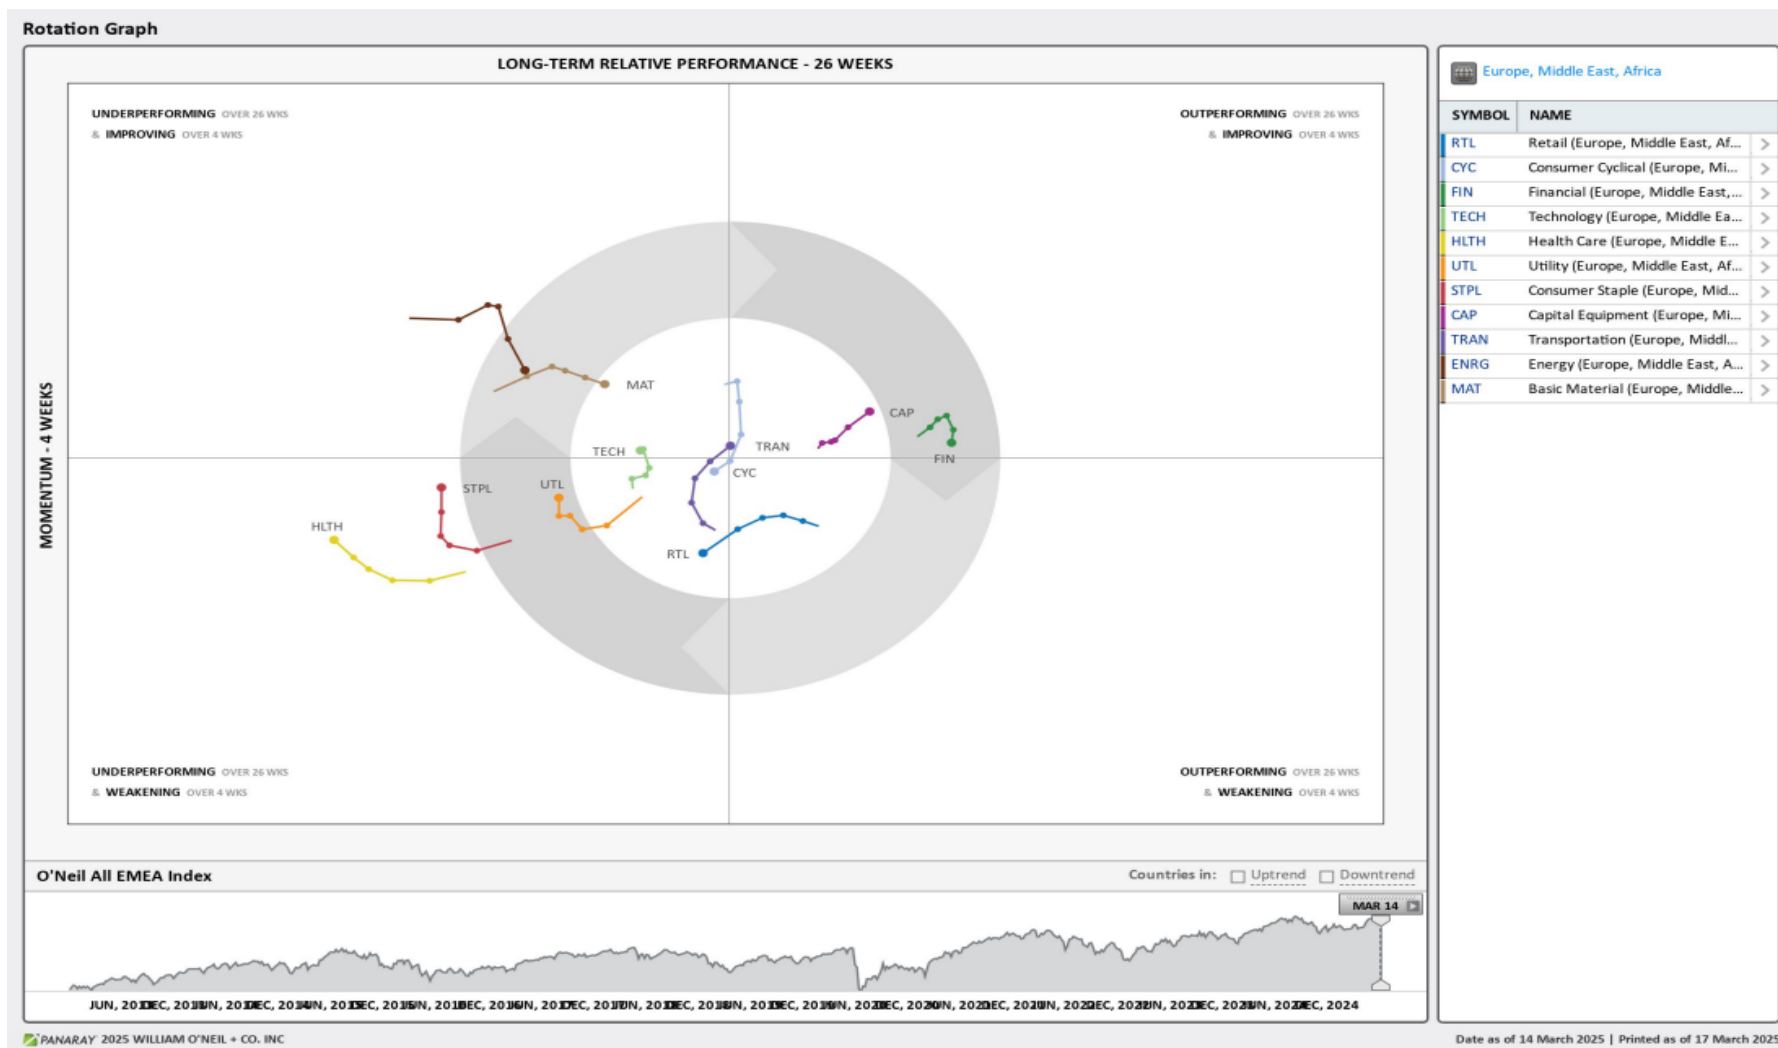 Rotation Graph
LONG-TERM RELATIVE PERFORMANCE - 26 WEEKS
UNDERPERFORMING OVER 26 WKS
& IMPROVING OVER 4 WKS
OUTPERFORMING OVER 26 WKS
& IMPROVING OVER 4 WKS
MOMENTUM - 4 WEEKS
MAT
CAP
TECH
TRAN
FIN
CYC
STPL
UTL
HLTH
RTL
UNDERPERFORMING OVER 26 WKS
& WEAKENING OVER 4 WKS
OUTPERFORMING OVER 26 WKS
& WEAKENING OVER 4 WKS
Europe, Middle East, Africa
SYMBOL NAME
RTL Retail (Europe, Middle East, Af...
CYC Consumer Cyclical (Europe, Mi...
FIN Financial (Europe, Middle East,...
TECH Technology (Europe, Middle Ea...
HLTH Health Care (Europe, Middle E...
UTL Utility (Europe, Middle East, Af...
STPL Consumer Staple (Europe, Mid...
CAP Capital Equipment (Europe, Mi...
TRAN Transportation (Europe, Middl...
ENRG Energy (Europe, Middle East, A...
MAT Basic Material (Europe, Middle...
O'Neil All EMEA Index
Countries in: Uptrend Downtrend
MAR 14
JUN, DEC, 2024
PANARAY 2025 WILLIAM O'NEIL + CO. INC
Date as of 14 March 2025 | Printed as of 17 March 2025